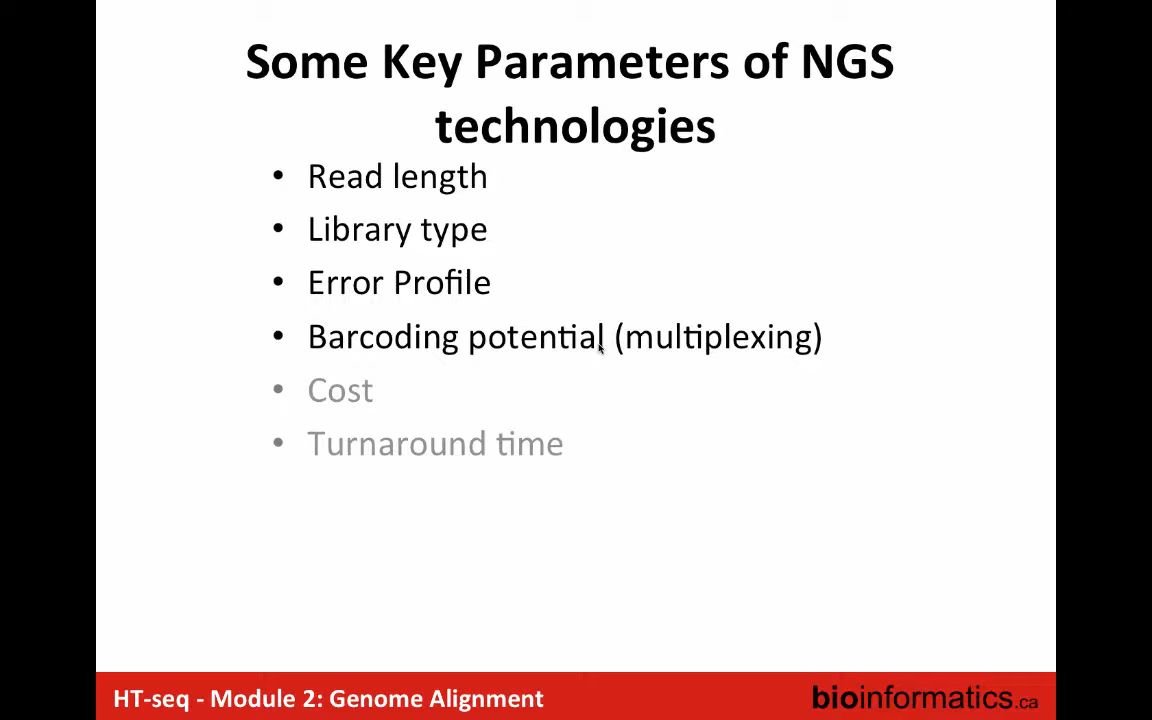 Some Key Parameters of NGS
technologies
• Read length
• Library type
• Error Profile
• Barcoding potential (multiplexing)
• Cost
• Turnaround time
HT-seq - Module 2: Genome Alignment
bioinformatics.ca